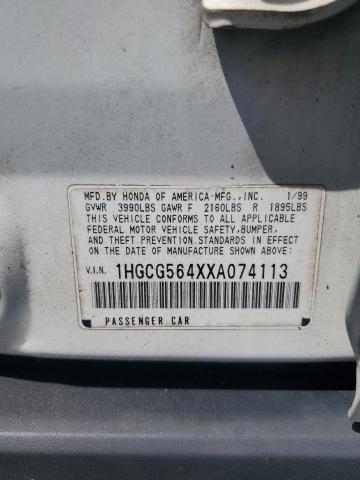 MFD.BY HONDA OF AMERICA MFG.,INC. 1/99
GVWR 3990LBS GAWR F 2160LBS R 1895LBS
THIS VEHICLE CONFORMS TO ALL APPLICABLE
FEDERAL MOTOR VEHICLE SAFETY,BUMPER,
AND THEFT PREVENTION STANDARDS IN EFFECT
ON THE DATE OF MANUFACTURE SHOWN ABOVE:
V.I.N. 1HGCG564XXA074113
PASSENGER CAR